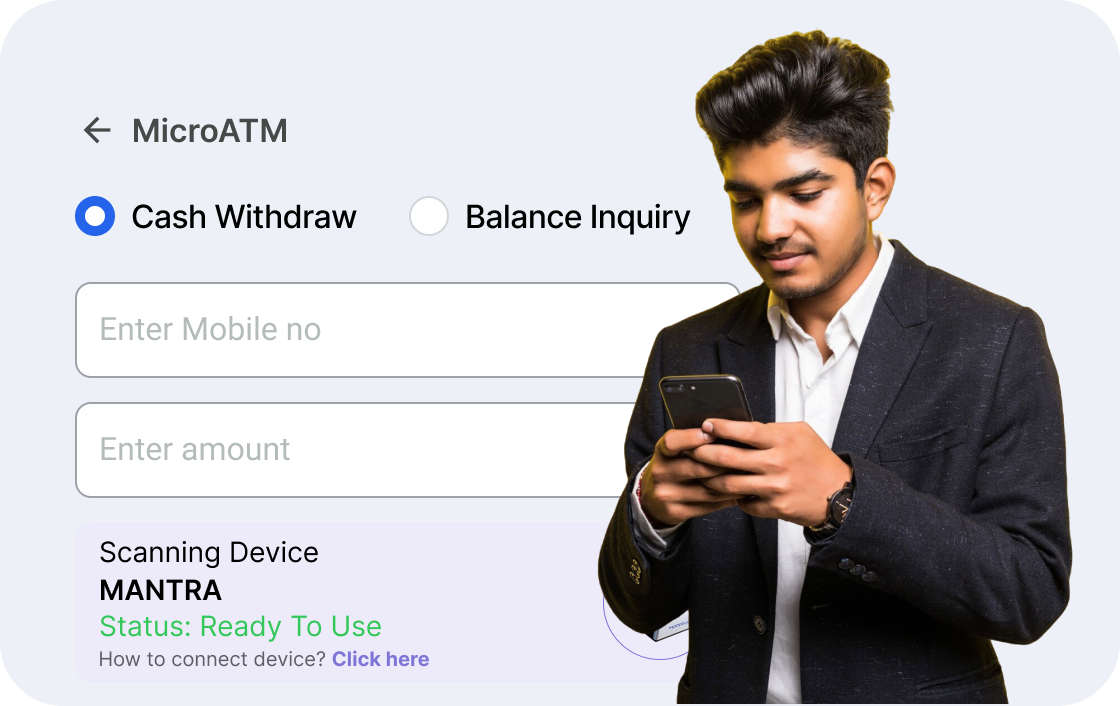 MicroATM
Cash Withdraw Balance Inquiry
Enter Mobile no
Enter amount
Scanning Device
MANTRA
Status: Ready To Use
How to connect device? Click here